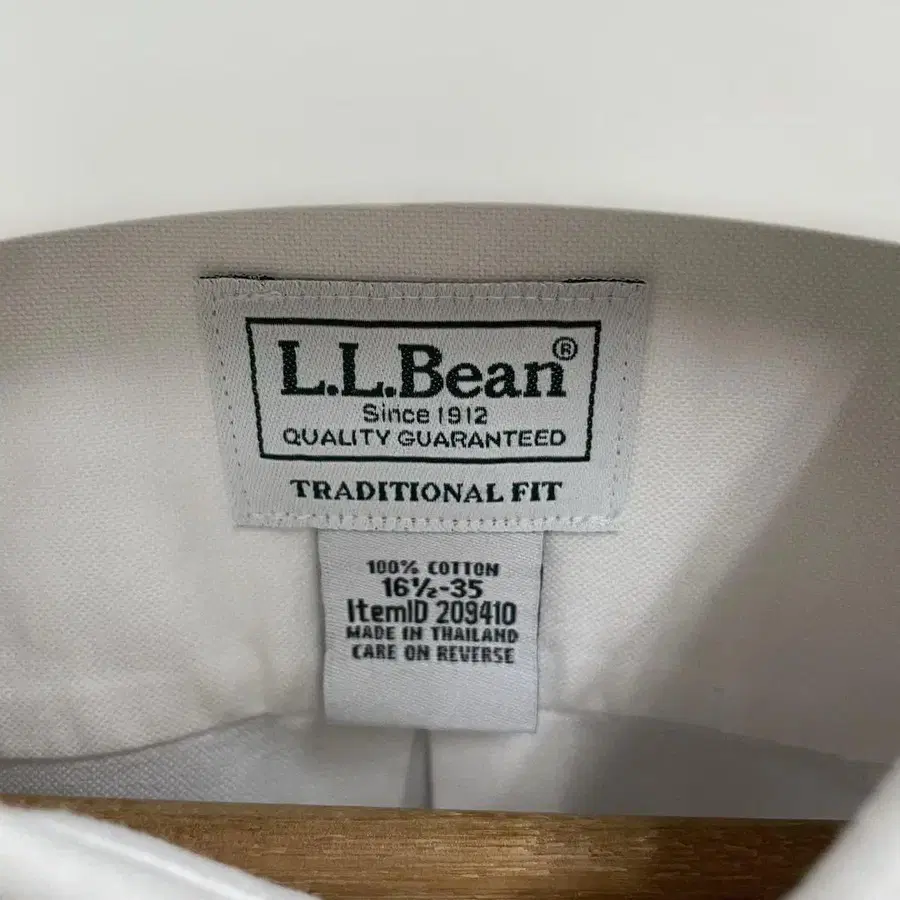 L.L.Bean®
Since 1912
QUALITY GUARANTEED
TRADITIONAL FIT
100% COTTON
16½-35
ItemID 209410
MADE IN THAILAND
CARE ON REVERSE